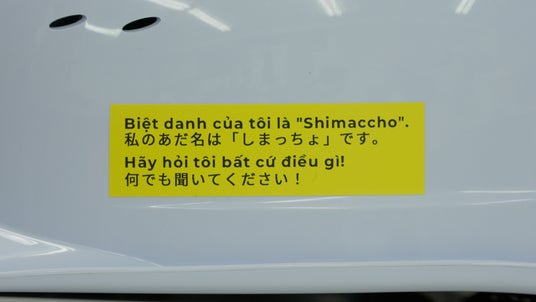 Biệt danh của tôi là "Shimaccho".
私のあだ名は「しまっちょ」です。
Hãy hỏi tôi bất cứ điều gì!
何でも聞いてください！